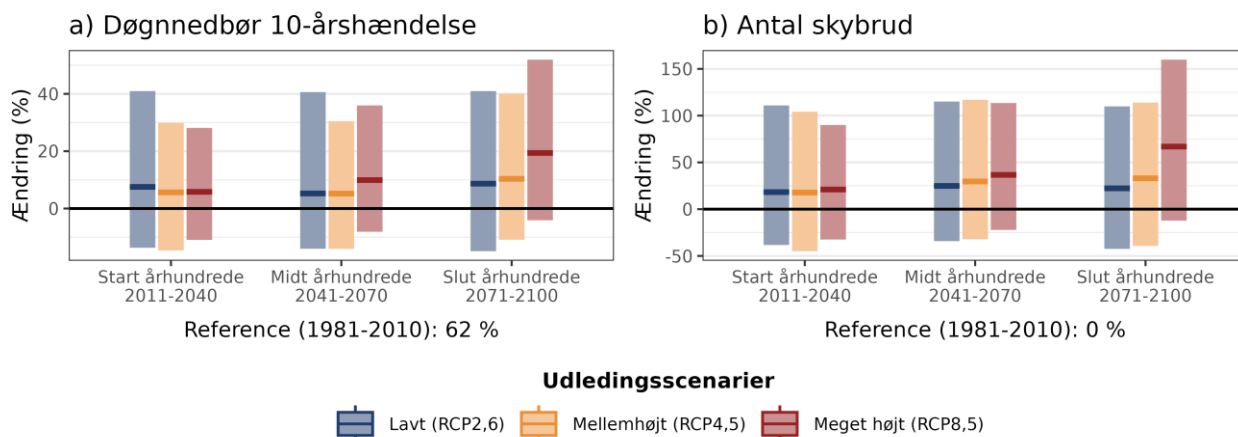 a) Døgnnedbør 10-årshændelse
Ændring (%)
40
20
0
Start århundrede
2011-2040
Midt århundrede
2041-2070
Slut århundrede
2071-2100
Reference (1981-2010): 62 %
b) Antal skybrud
Ændring (%)
150
100
50
0
-50
Start århundrede
2011-2040
Midt århundrede
2041-2070
Slut århundrede
2071-2100
Reference (1981-2010): 0 %
Udledingsscenarier
Lavt (RCP2,6)
Mellemhøjt (RCP4,5)
Meget højt (RCP8,5)